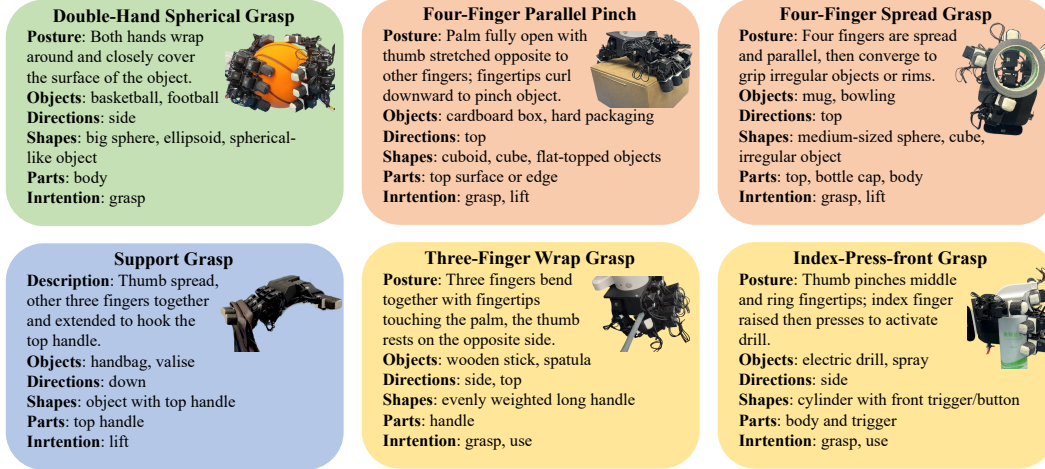 Double-Hand Spherical Grasp
Posture: Both hands wrap
around and closely cover
the surface of the object.
Objects: basketball, football
Directions: side
Shapes: big sphere, ellipsoid, spherical-
like object
Parts: body
Inrtention: grasp
Four-Finger Parallel Pinch
Posture: Palm fully open with
thumb stretched opposite to
other fingers; fingertips curl
downward to pinch object.
Objects: cardboard box, hard packaging
Directions: top
Shapes: cuboid, cube, flat-topped objects
Parts: top surface or edge
Inrtention: grasp, lift
Four-Finger Spread Grasp
Posture: Four fingers are spread
and parallel, then converge to
grip irregular objects or rims.
Objects: mug, bowling
Directions: top
Shapes: medium-sized sphere, cube,
irregular object
Parts: top, bottle cap, body
Inrtention: grasp, lift
Support Grasp
Description: Thumb spread,
other three fingers together
and extended to hook the
top handle.
Objects: handbag, valise
Directions: down
Shapes: object with top handle
Parts: top handle
Inrtention: lift
Three-Finger Wrap Grasp
Posture: Three fingers bend
together with fingertips
touching the palm, the thumb
rests on the opposite side.
Objects: wooden stick, spatula
Directions: side, top
Shapes: evenly weighted long handle
Parts: handle
Inrtention: grasp, use
Index-Press-front Grasp
Posture: Thumb pinches middle
and ring fingertips; index finger
raised then presses to activate
drill.
Objects: electric drill, spray
Directions: side
Shapes: cylinder with front trigger/button
Parts: body and trigger
Inrtention: grasp, use